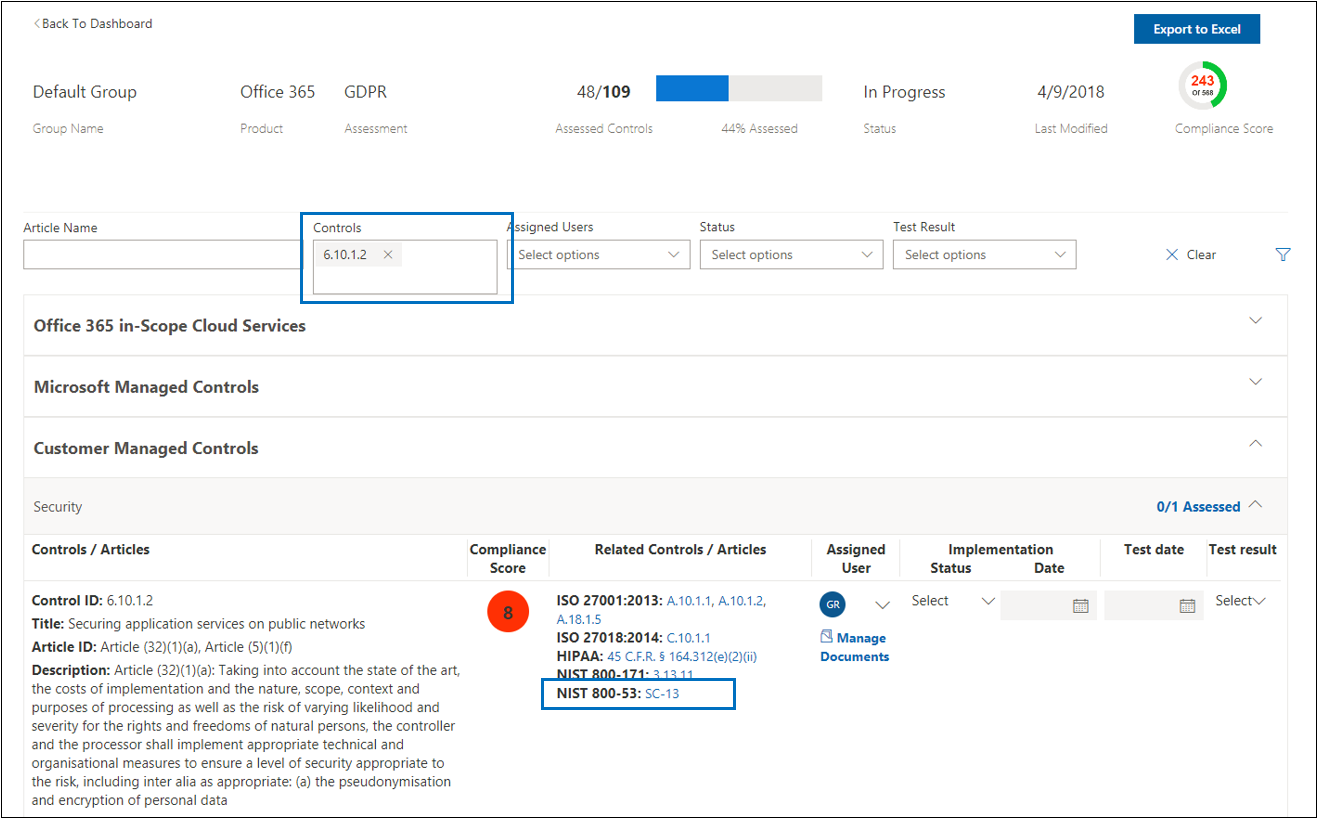 Back To Dashboard
Export to Excel
Default Group
Office 365
GDPR
48/109
In Progress
4/9/2018
243
Of 568
Group Name
Product
Assessment
Assessed Controls
44% Assessed
Status
Last Modified
Compliance Score
Article Name
Controls
Assigned Users
Status
Test Result
6.10.1.2
Select options
Select options
Select options
Clear
Office 365 in-Scope Cloud Services
Microsoft Managed Controls
Customer Managed Controls
Security
0/1 Assessed
Controls / Articles
Compliance
Score
Related Controls / Articles
Assigned
User
Implementation
Status
Date
Test date
Test result
Control ID: 6.10.1.2
Title: Securing application services on public networks
Article ID: Article (32)(1)(a), Article (5)(1)(f)
Description: Article (32)(1)(a): Taking into account the state of the art,
the costs of implementation and the nature, scope, context and
purposes of processing as well as the risk of varying likelihood and
severity for the rights and freedoms of natural persons, the controller
and the processor shall implement appropriate technical and
organisational measures to ensure a level of security appropriate to
the risk, including inter alia as appropriate: (a) the pseudonymisation
and encryption of personal data
8
ISO 27001:2013: A.10.1.1, A.10.1.2,
A.18.1.5
ISO 27018:2014: C.10.1.1
HIPAA: 45 C.F.R. § 164.312(e)(2)(ii)
NIST 800-171: 3.13.11
NIST 800-53: SC-13
GR
Manage
Documents
Select
Select